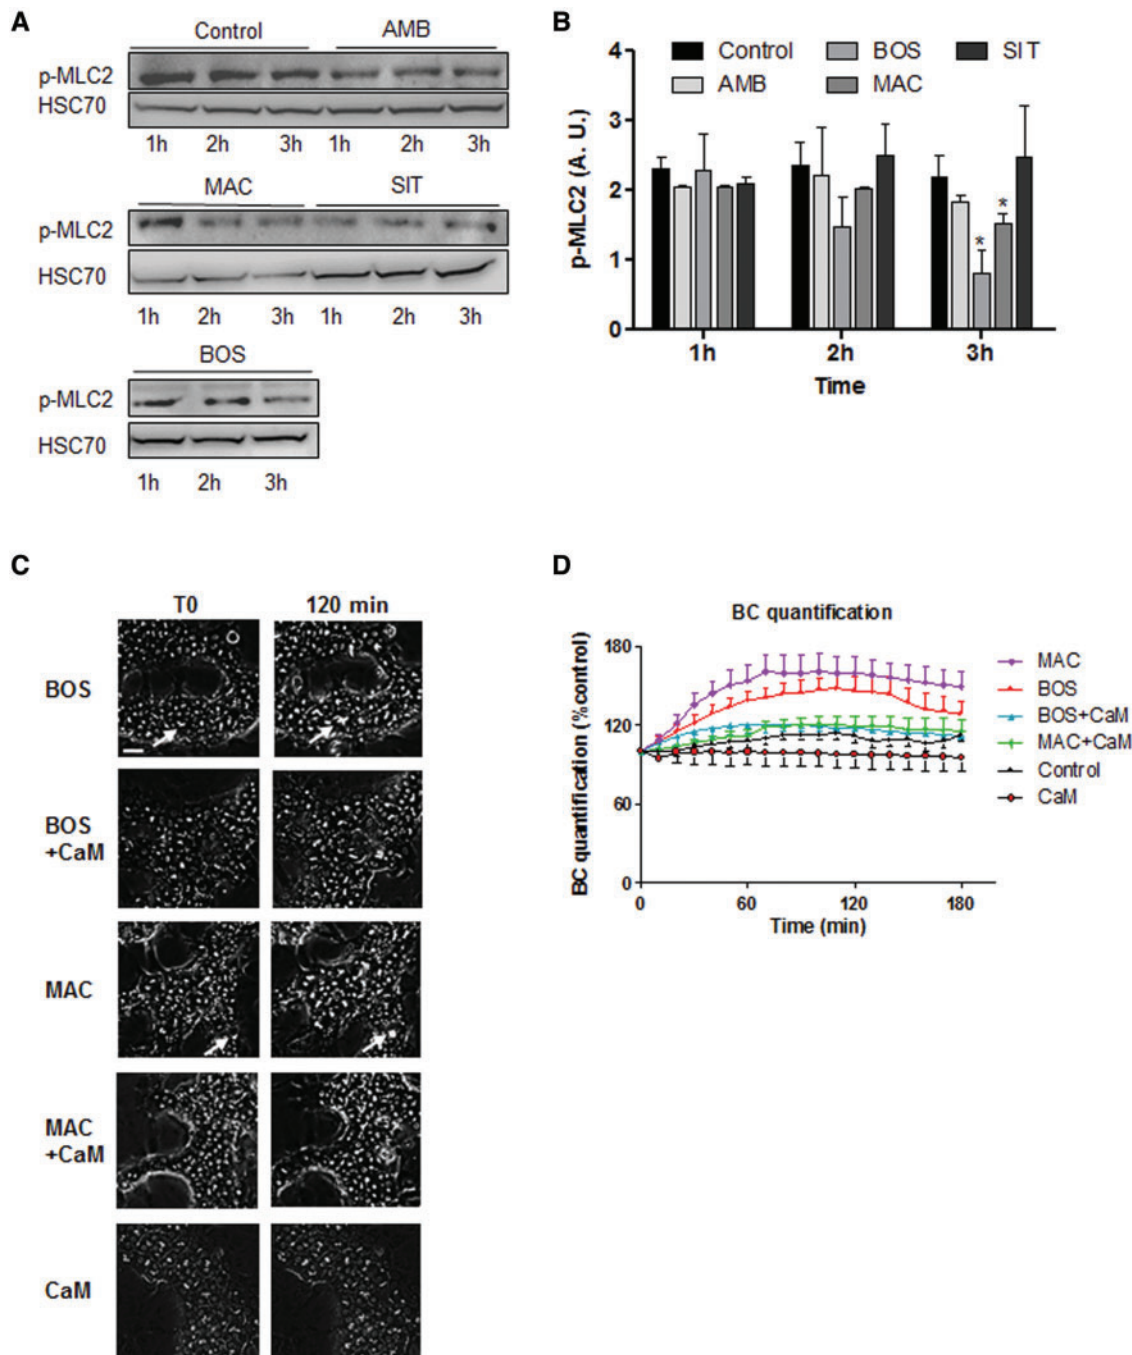 A
Control AMB
p-MLC2
HSC70
1h 2h 3h 1h 2h 3h
MAC SIT
p-MLC2
HSC70
1h 2h 3h 1h 2h 3h
BOS
p-MLC2
HSC70
1h 2h 3h
B
Control BOS SIT
AMB MAC
p-MLC2 (A. U.)
4
3
2
1
0
* *
1h 2h 3h
Time
C
T0 120 min
BOS
BOS
+CaM
MAC
MAC
+CaM
CaM
D
BC quantification
BC quantification (%control)
180
120
60
0
0 60 120 180
Time (min)
MAC
BOS
BOS+CaM
MAC+CaM
Control
CaM